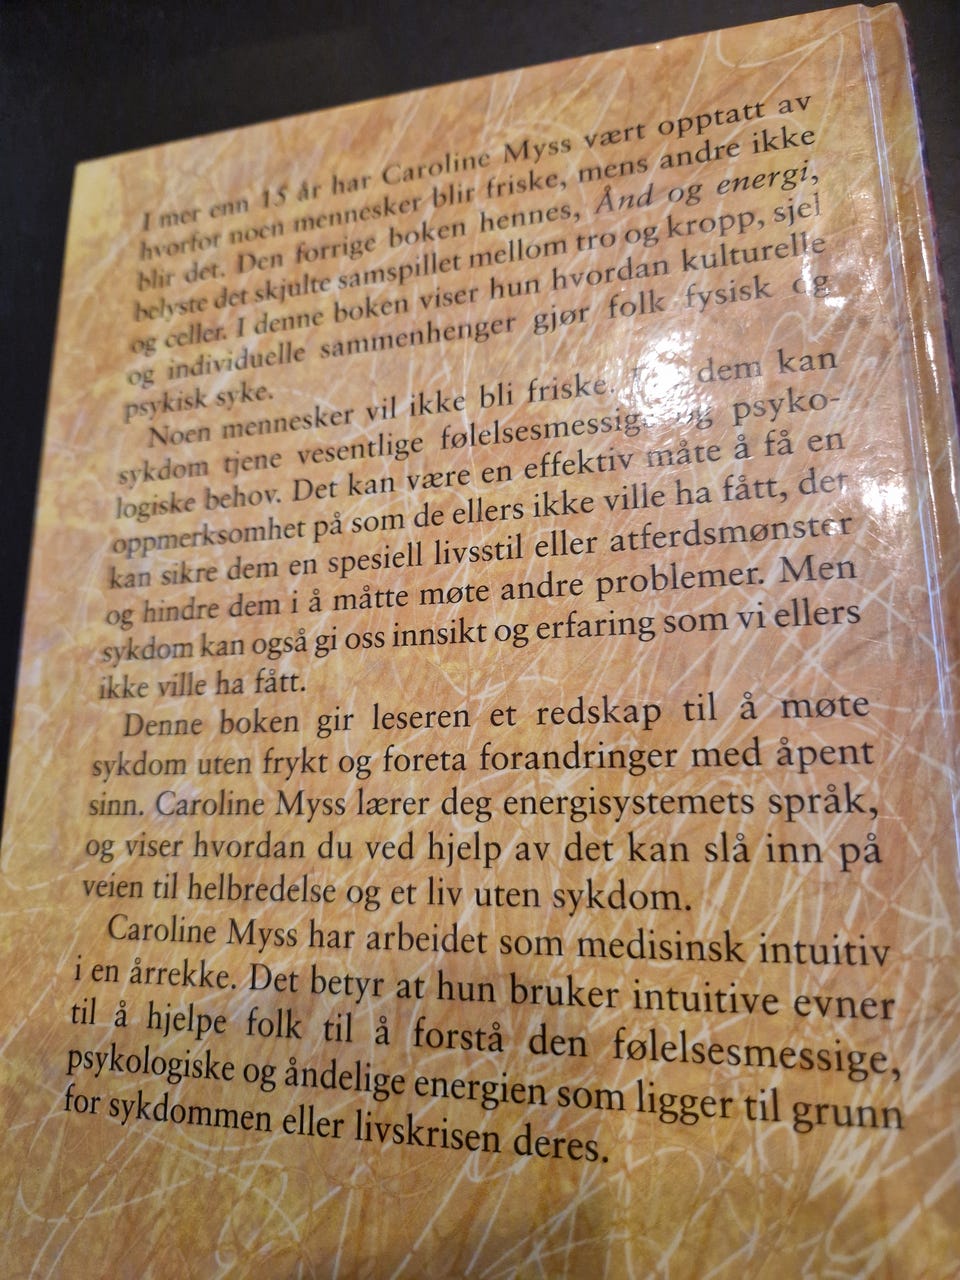 I mer enn 15 år har Caroline Myss vært opptatt av
hvorfor noen mennesker blir friske, mens andre ikke
blir det. Den forrige boken hennes, Ånd og energi,
belyste det skjulte samspillet mellom tro og kropp, sjel
og celler. I denne boken viser hun hvordan kulturelle
og individuelle sammenhenger gjør folk fysisk og
psykisk syke.
Noen mennesker vil ikke bli friske. dem kan
sykdom tjene vesentlige følelsesmessige og psyko-
logiske behov. Det kan være en effektiv måte å få en
oppmerksomhet på som de ellers ikke ville ha fått, det
kan sikre dem en spesiell livsstil eller atferdsmønster
og hindre dem i å måtte møte andre problemer. Men
sykdom kan også gi oss innsikt og erfaring som vi ellers
ikke ville ha fått.
Denne boken gir leseren et redskap til å møte
sykdom uten frykt og foreta forandringer med åpent
sinn. Caroline Myss lærer deg energisystemets språk,
og viser hvordan du ved hjelp av det kan slå inn på
veien til helbredelse og et liv uten sykdom.
Caroline Myss har arbeidet som medisinsk intuitiv
i en årrekke. Det betyr at hun bruker intuitive evner
til å hjelpe folk til å forstå den følelsesmessige,
psykologiske og åndelige energien som ligger til grunn
for sykdommen eller livskrisen deres.